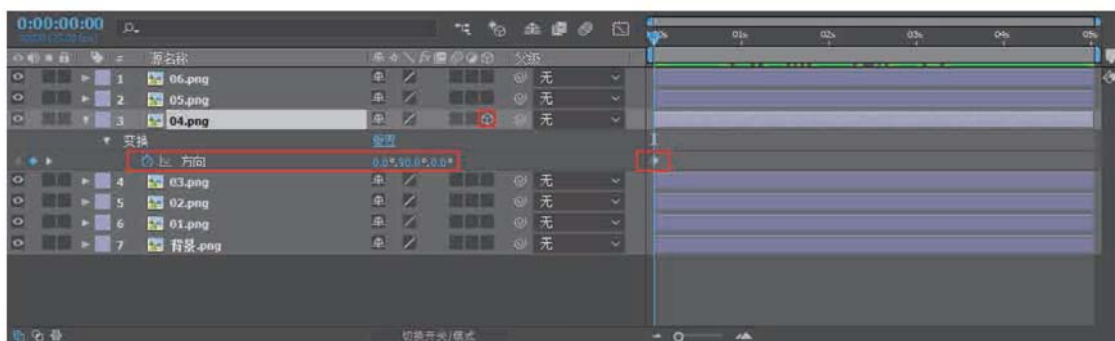 0:00:00:00
00s 01s 02s 03s 04s 05s
# 源名称 父级
1 06.png 无
2 05.png 无
3 04.png 无
变换 重置
方向 0.0°,90.0°,0.0°
4 03.png 无
5 02.png 无
6 01.png 无
7 背景.png 无
切换开关/模式